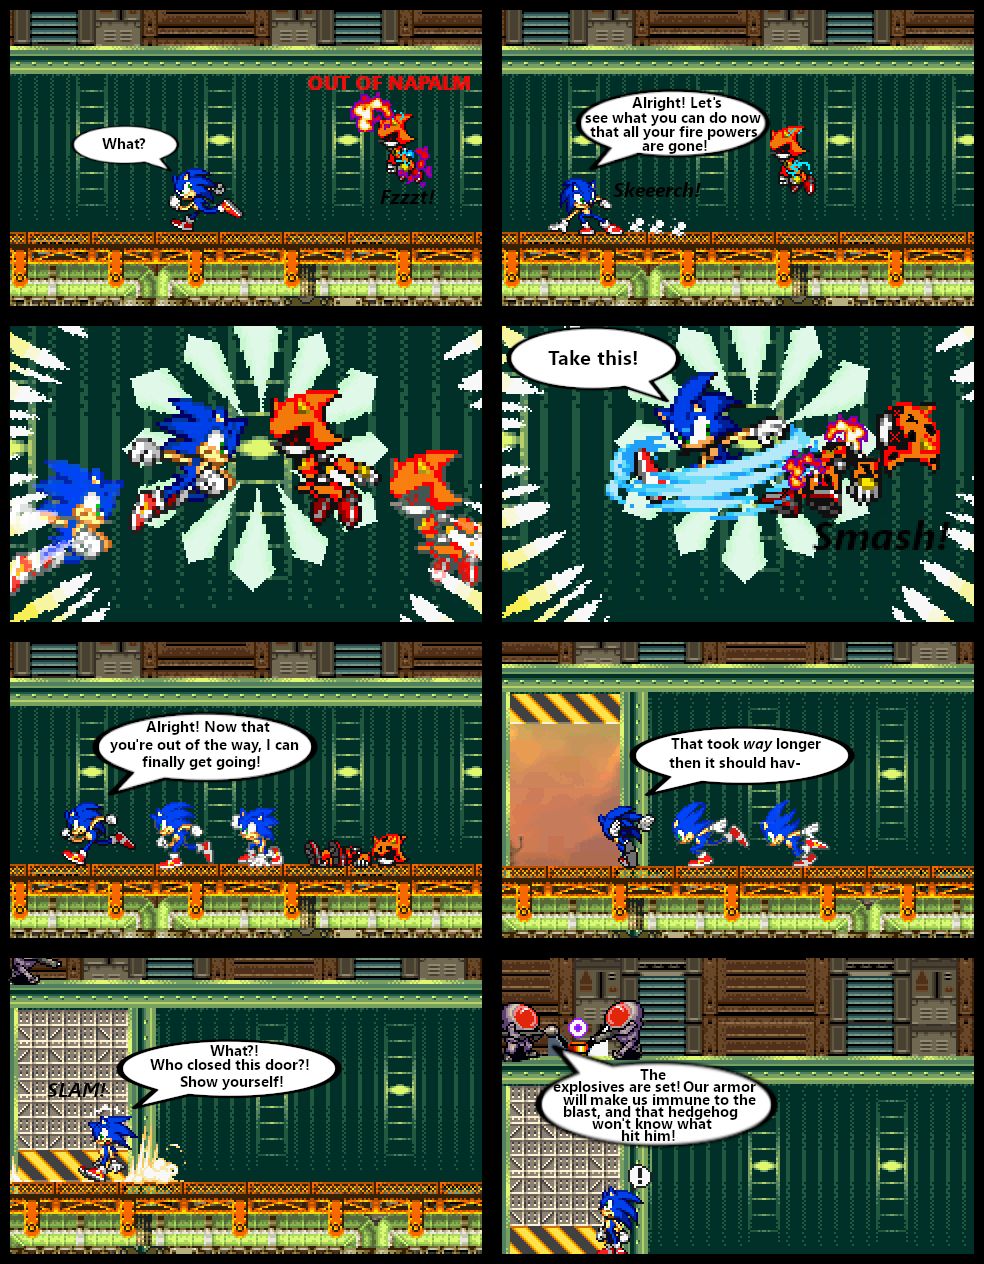 OUT OF NAPALM
What?
Fzzzt!
Alright! Let's
see what you can do now
that all your fire powers
are gone!
Skeeerch!
Take this!
Smash!
Alright! Now that
you're out of the way, I can
finally get going!
That took way longer
then it should hav-
What?!
Who closed this door?!
Show yourself!
SLAM!
The
explosives are set! Our armor
will make us immune to the
blast, and that hedgehog
won't know what
hit him!
!